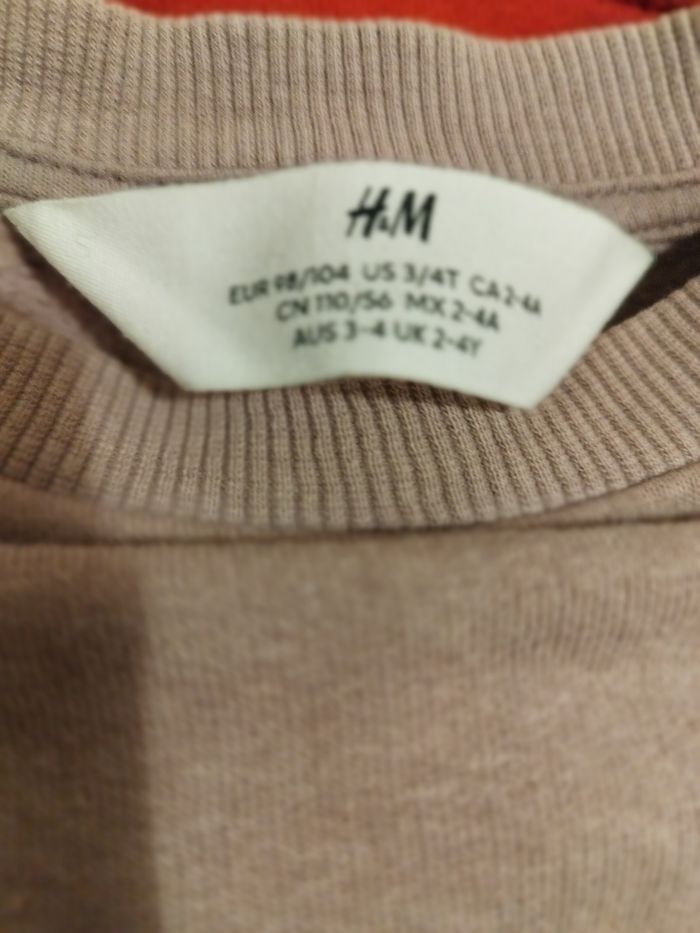 H&M
EUR 98/104 US 3/4T CA 2-4A
CN 110/56 MX 2-4A
AUS 3-4 UK 2-4Y